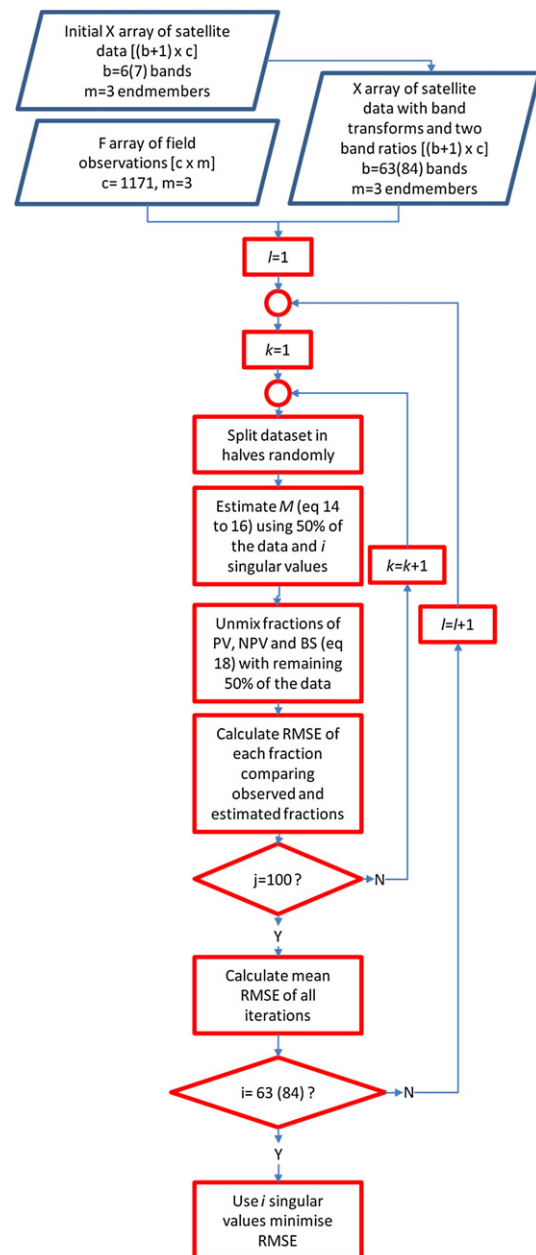 Initial X array of satellite
data [(b+1) x c]
b=6(7) bands
m=3 endmembers
X array of satellite
data with band
transforms and two
band ratios [(b+1) x c]
b=63(84) bands
m=3 endmembers
F array of field
observations [c x m]
c= 1171, m=3
l=1
k=1
Split dataset in
halves randomly
Estimate M (eq 14
to 16) using 50% of
the data and i
singular values
k=k+1
l=l+1
Unmix fractions of
PV, NPV and BS (eq
18) with remaining
50% of the data
Calculate RMSE of
each fraction
comparing
observed and
estimated fractions
j=100 ?
N
Y
Calculate mean
RMSE of all
iterations
i= 63 (84) ?
N
Y
Use i singular
values minimise
RMSE